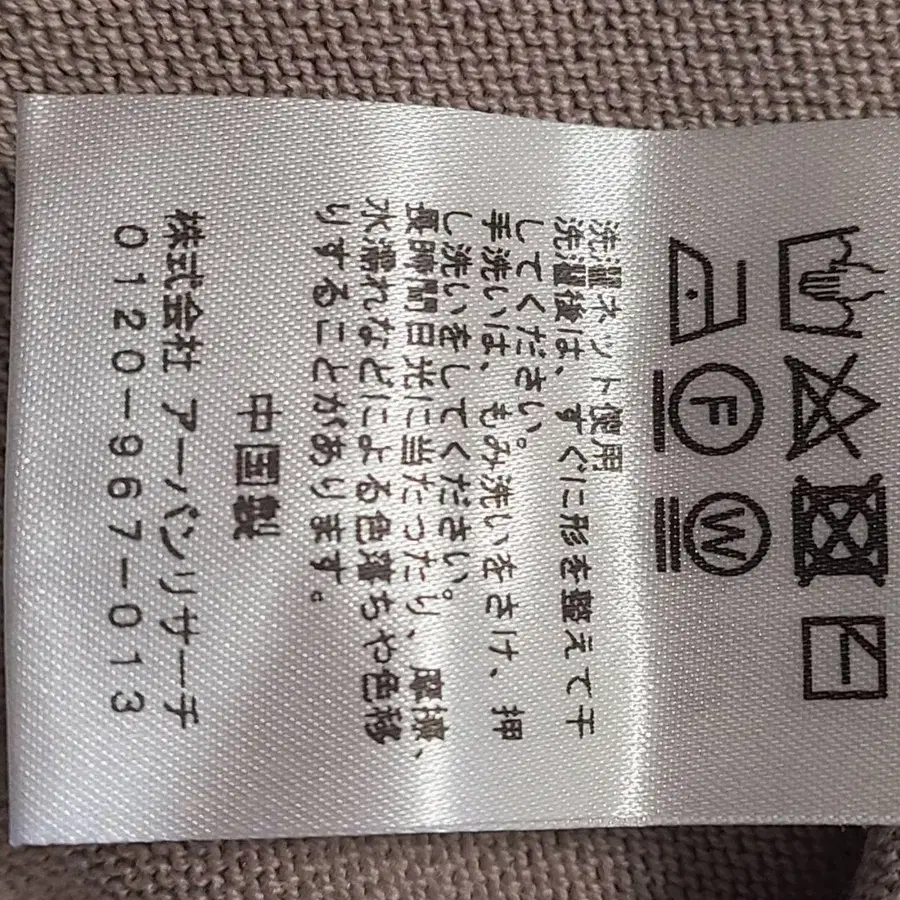 F
W
洗濯ネット使用
洗濯後は、すぐに形を整えて干
してください。
手洗いは、もみ洗いをさけ、押
し洗いをしてください。
長時間日光に当たったり、摩擦、
水濡れなどによる色落ちや色移
りすることがあります。
中国製
株式会社 アーバンリサーチ
0120-967-013